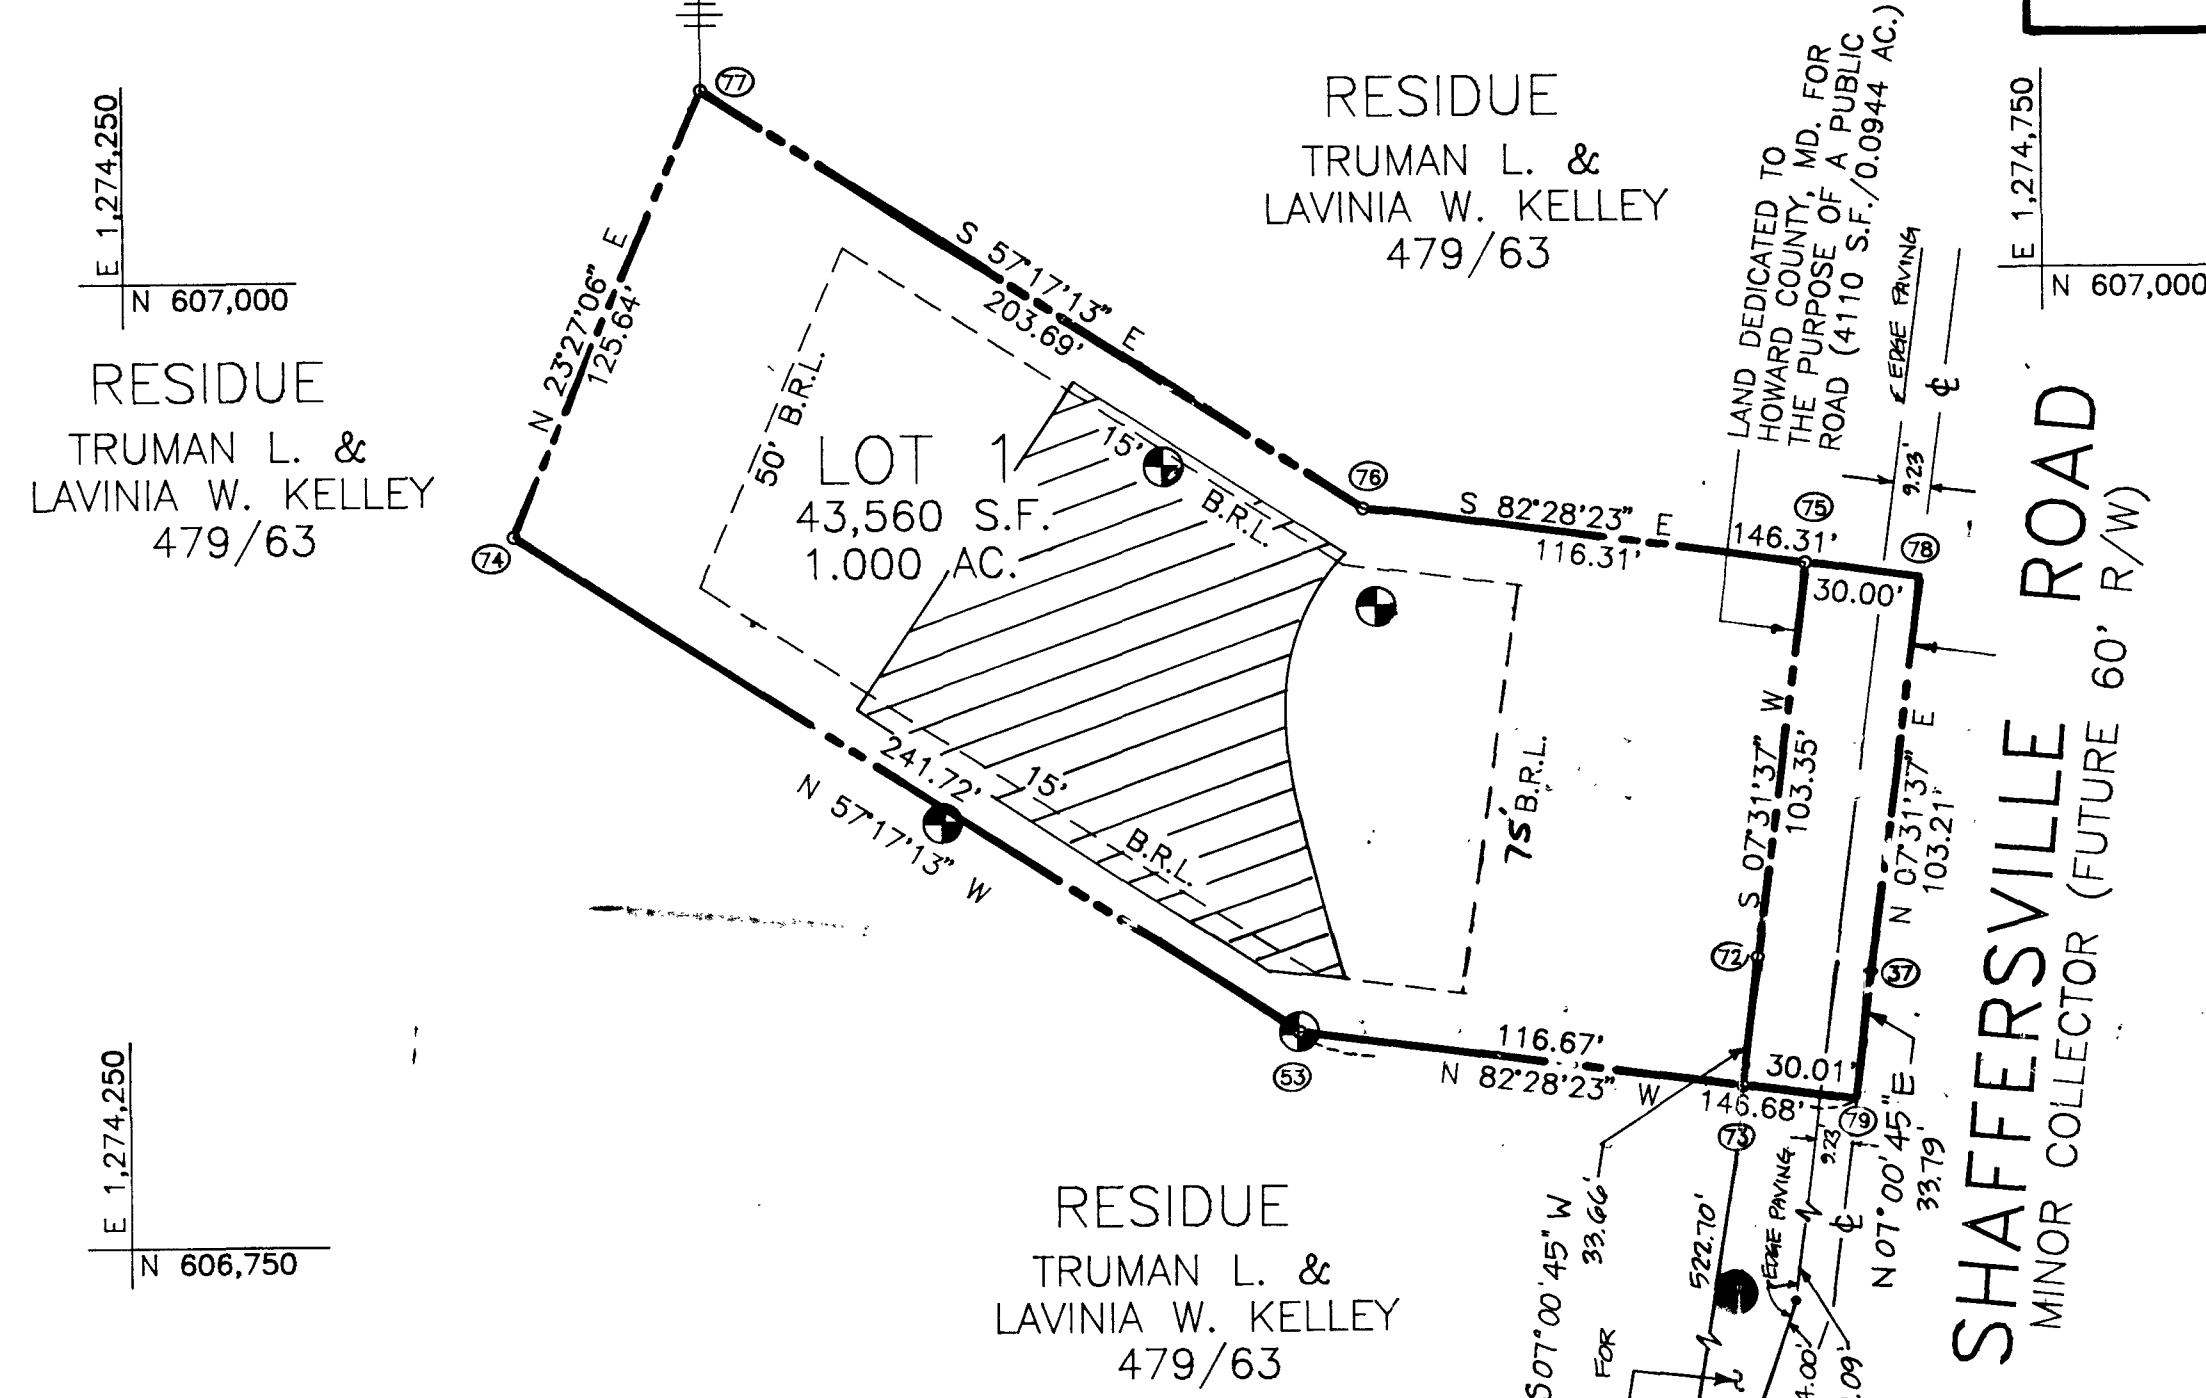 77
E 1,274,250
N 607,000
RESIDUE
TRUMAN L. &
LAVINIA W. KELLEY
479/63
N 23°27'06" E
125.64'
74
S 57°17'13" E
203.69'
50' B.R.L.
LOT 1
43,560 S.F.
1.000 AC.
15'
B.R.L.
RESIDUE
TRUMAN L. &
LAVINIA W. KELLEY
479/63
76
S 82°28'23" E
116.31'
146.31'
75
30.00'
78
LAND DEDICATED TO
HOWARD COUNTY, MD. FOR
THE PURPOSE OF A PUBLIC
ROAD (4110 S.F./0.0944 AC.)
EDGE PAVING
℄
9.23'
E 1,274,750
N 607,000
241.72'
N 57°17'13" W
15'
B.R.L.
75' B.R.L.
S 07°31'37" W
103.35'
72
N 07°31'37" E
103.21'
37
SHAFFERSVILLE ROAD
MINOR COLLECTOR (FUTURE 60' R/W)
53
116.67'
N 82°28'23" W
30.01'
146.68'
73
79
9.23'
EDGE PAVING
℄
N 07°00'45" E
33.79'
S 07°00'45" W
33.66'
FOR
522.70'
4.00'
.09'
E 1,274,250
N 606,750
RESIDUE
TRUMAN L. &
LAVINIA W. KELLEY
479/63